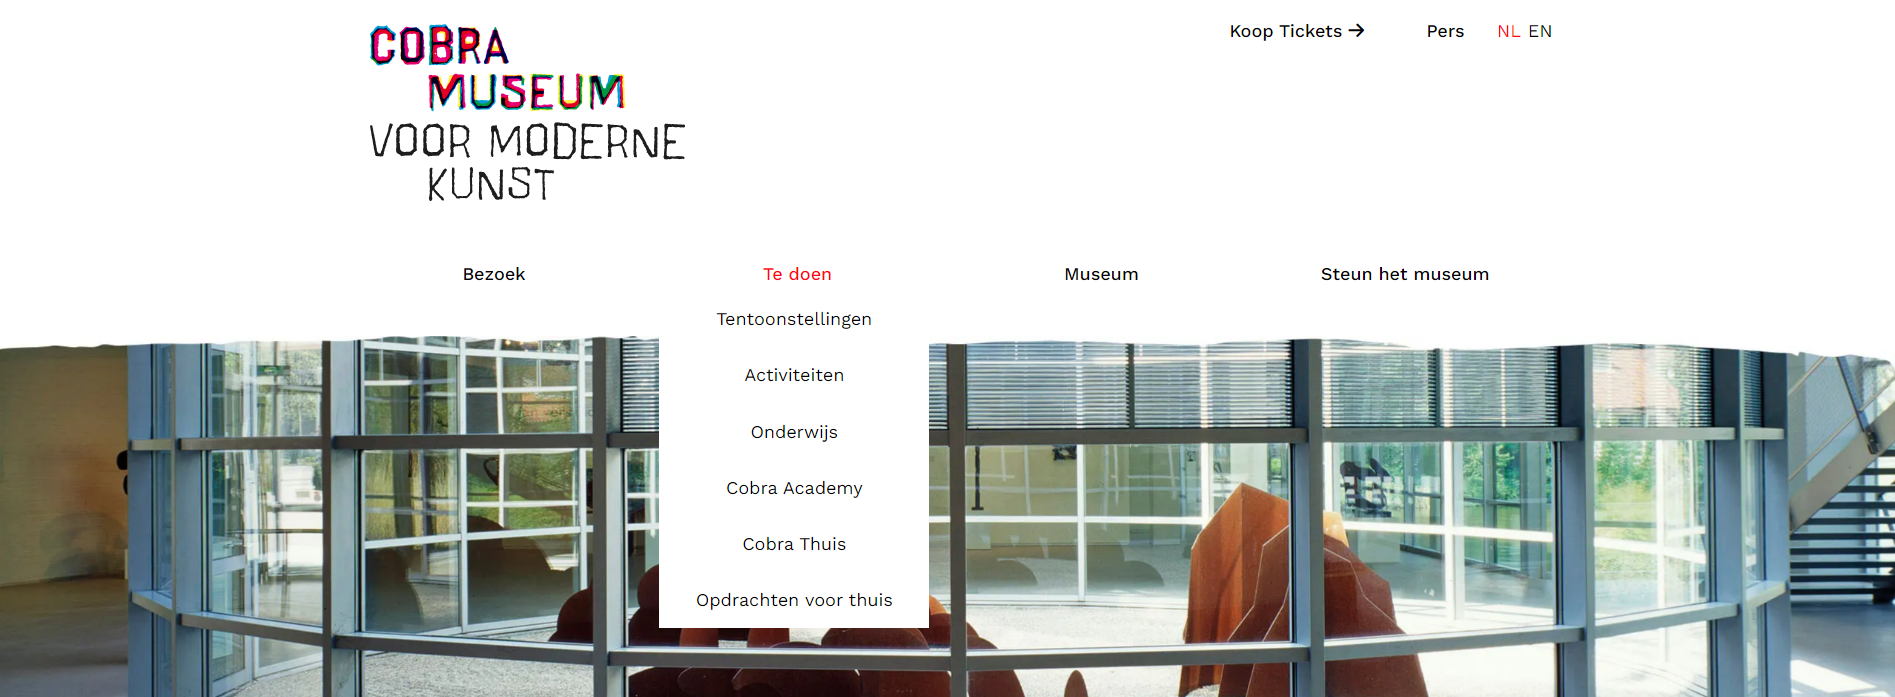 COBRA
MUSEUM
VOOR MODERNE
KUNST
Koop Tickets → Pers NL EN
Bezoek Te doen Museum Steun het museum
Tentoonstellingen
Activiteiten
Onderwijs
Cobra Academy
Cobra Thuis
Opdrachten voor thuis